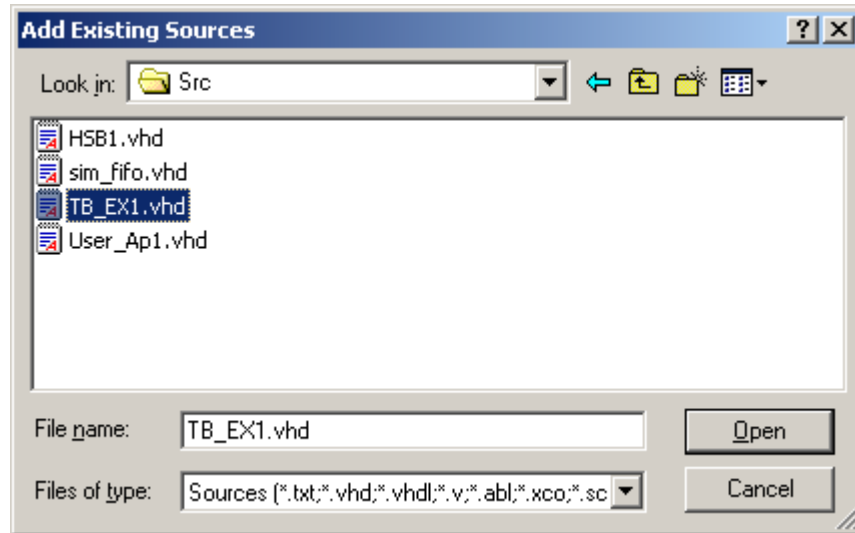 Add Existing Sources
Look in: Src
HSB1.vhd
sim_fifo.vhd
TB_EX1.vhd
User_Ap1.vhd
File name: TB_EX1.vhd Open
Files of type: Sources (*.txt;*.vhd;*.vhdl;*.v;*.abl;*.xco;*.sc Cancel